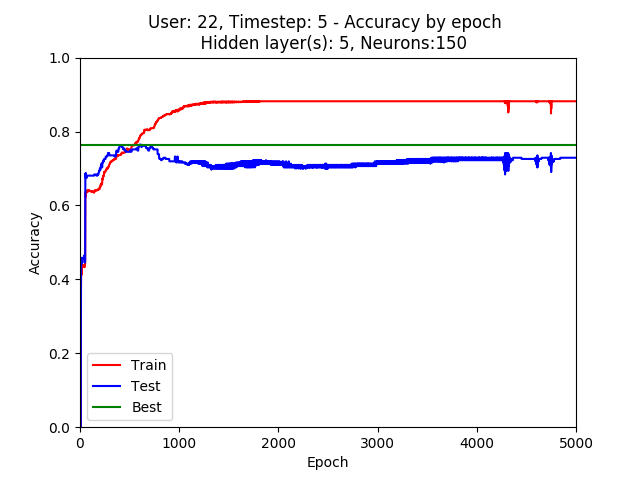 User: 22, Timestep: 5 - Accuracy by epoch
Hidden layer(s): 5, Neurons:150
1.0
0.8
0.6
0.4
0.2
0.0
Accuracy
Train
Test
Best
0 1000 2000 3000 4000 5000
Epoch